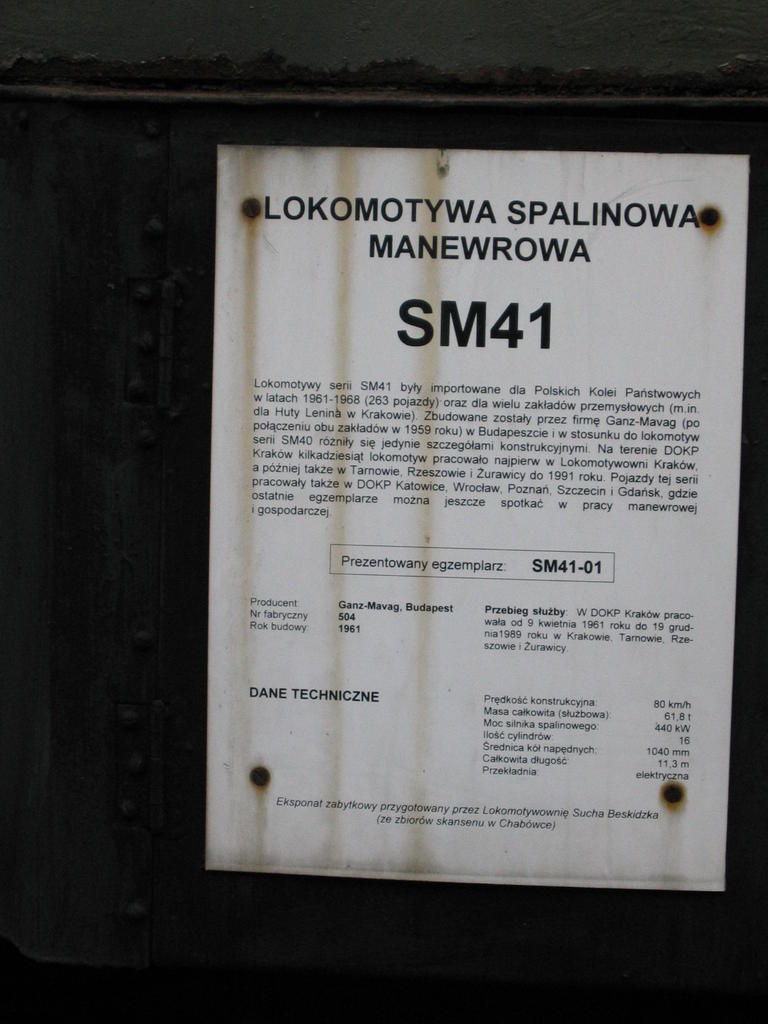 LOKOMOTYWA SPALINOWA
MANEWROWA
SM41
Lokomotywy serii SM41 były importowane dla Polskich Kolei Państwowych
w latach 1961-1968 (263 pojazdy) oraz dla wielu zakładów przemysłowych (m.in.
dla Huty Lenina w Krakowie). Zbudowane zostały przez firmę Ganz-Mavag (po
połączeniu obu zakładów w 1959 roku) w Budapeszcie i w stosunku do lokomotyw
serii SM40 różniły się jedynie szczegółami konstrukcyjnymi. Na terenie DOKP
Kraków kilkadziesiąt lokomotyw pracowało najpierw w Lokomotywowni Kraków,
a później także w Tarnowie, Rzeszowie i Żurawicy do 1991 roku. Pojazdy tej serii
pracowały także w DOKP Katowice, Wrocław, Poznań, Szczecin i Gdańsk, gdzie
ostatnie egzemplarze można jeszcze spotkać w pracy manewrowej
i gospodarczej.
Prezentowany egzemplarz: SM41-01
Producent: Ganz-Mavag, Budapest
Nr fabryczny 504
Rok budowy: 1961
Przebieg służby: W DOKP Kraków praco-
wała od 9 kwietnia 1961 roku do 19 grud-
nia1989 roku w Krakowie, Tarnowie, Rze-
szowie i Żurawicy.
DANE TECHNICZNE
Prędkość konstrukcyjna: 80 km/h
Masa całkowita (służbowa): 61,8 t
Moc silnika spalinowego: 440 kW
Ilość cylindrów: 16
Średnica kół napędnych: 1040 mm
Całkowita długość: 11,3 m
Przekładnia: elektryczna
Eksponat zabytkowy przygotowany przez Lokomotywownię Sucha Beskidzka
(ze zbiorów skansenu w Chabówce)